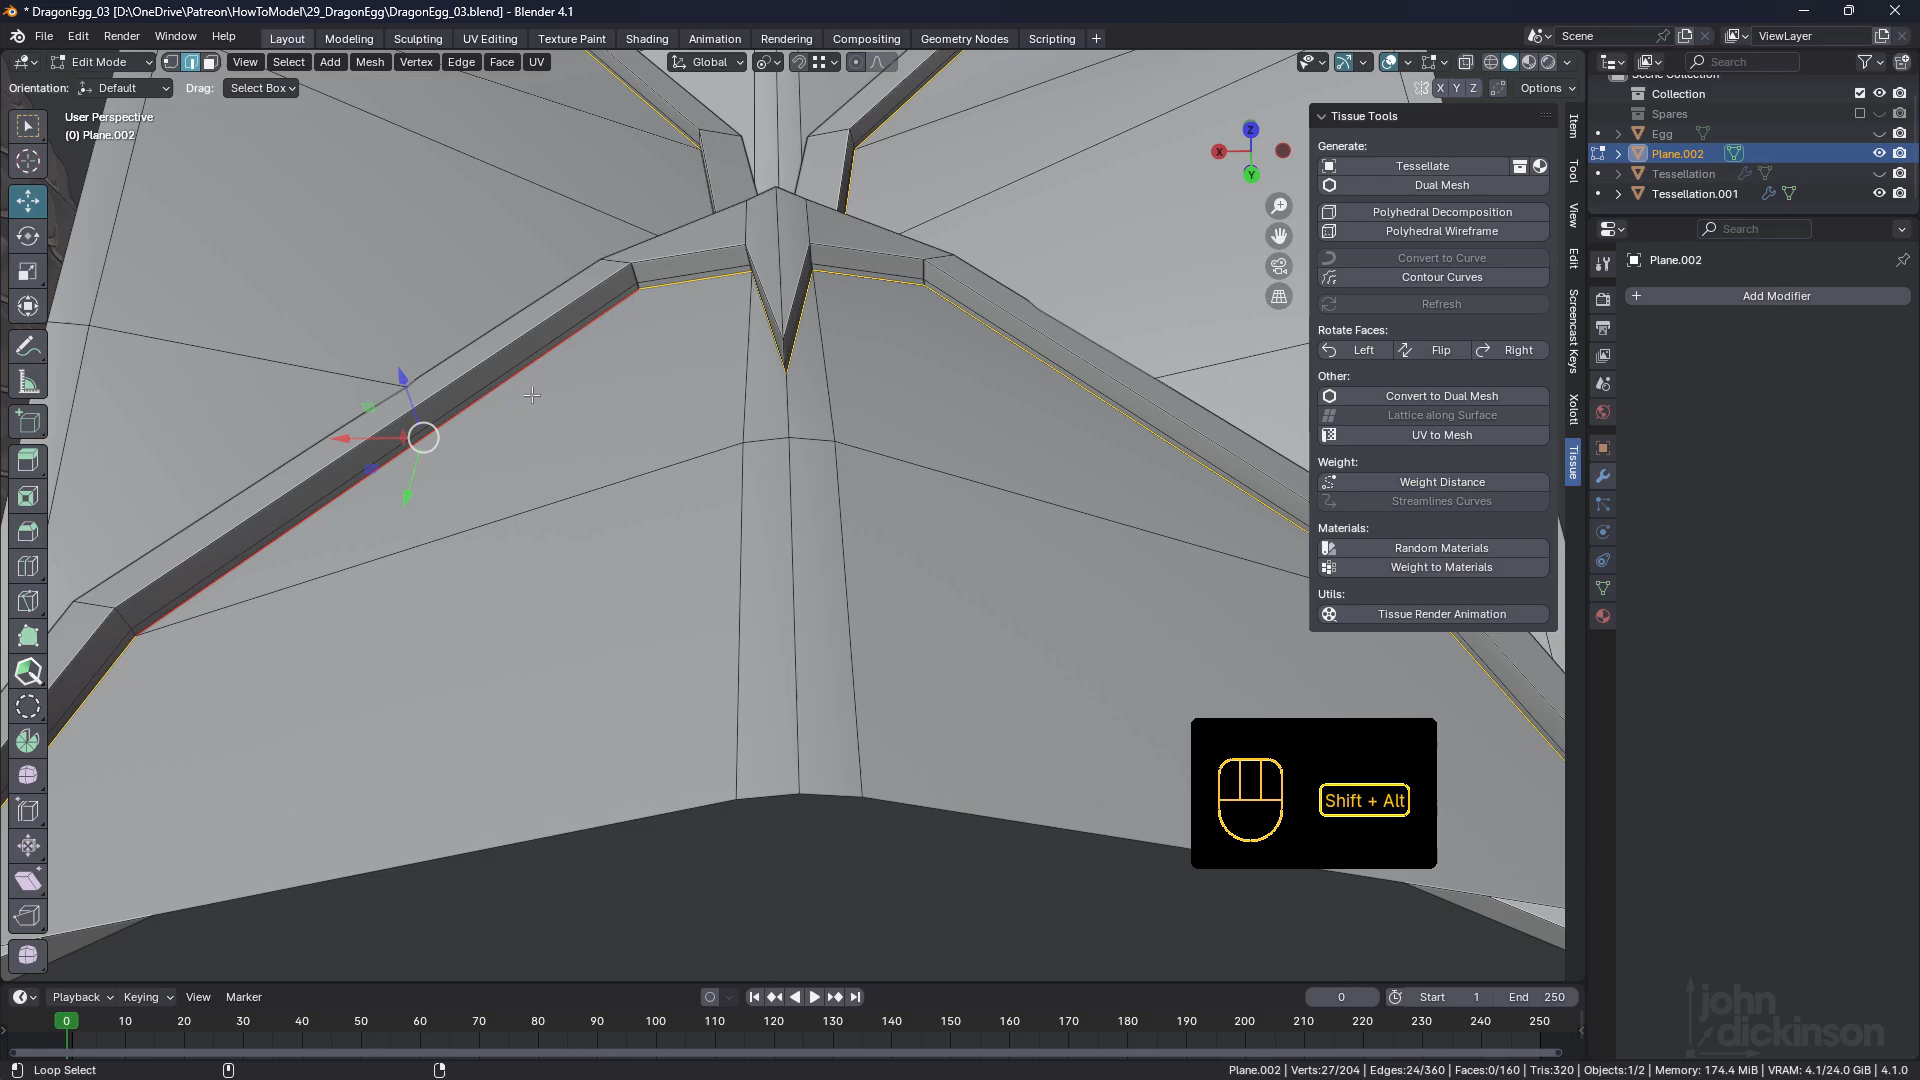 * DragonEgg_03 [D:\OneDrive\Patreon\HowToModel\29_DragonEgg\DragonEgg_03.blend] - Blender 4.1
File Edit Render Window Help Layout Modeling Sculpting UV Editing Texture Paint Shading Animation Rendering Compositing Geometry Nodes Scripting + Scene ViewLayer
Edit Mode View Select Add Mesh Vertex Edge Face UV Global Search
Orientation: Default Drag: Select Box X Y Z Options
User Perspective
(0) Plane.002
Z
X
Y
Tissue Tools
Generate:
Tessellate
Dual Mesh
Polyhedral Decomposition
Polyhedral Wireframe
Convert to Curve
Contour Curves
Refresh
Rotate Faces:
Left Flip Right
Other:
Convert to Dual Mesh
Lattice along Surface
UV to Mesh
Weight:
Weight Distance
Streamlines Curves
Materials:
Random Materials
Weight to Materials
Utils:
Tissue Render Animation
Item
Tool
View
Edit
Screencast Keys
Xolotl
Tissue
Scene Collection
Collection
Spares
Egg
Plane.002
Tessellation
Tessellation.001
Search
Plane.002
+ Add Modifier
Shift + Alt
john
dickinson
Playback Keying View Marker 0 Start 1 End 250
0 10 20 30 40 50 60 70 80 90 100 110 120 130 140 150 160 170 180 190 200 210 220 230 240 250
Loop Select
Plane.002 | Verts:27/204 | Edges:24/360 | Faces:0/160 | Tris:320 | Objects:1/2 | Memory: 174.4 MiB | VRAM: 4.1/24.0 GiB | 4.1.0